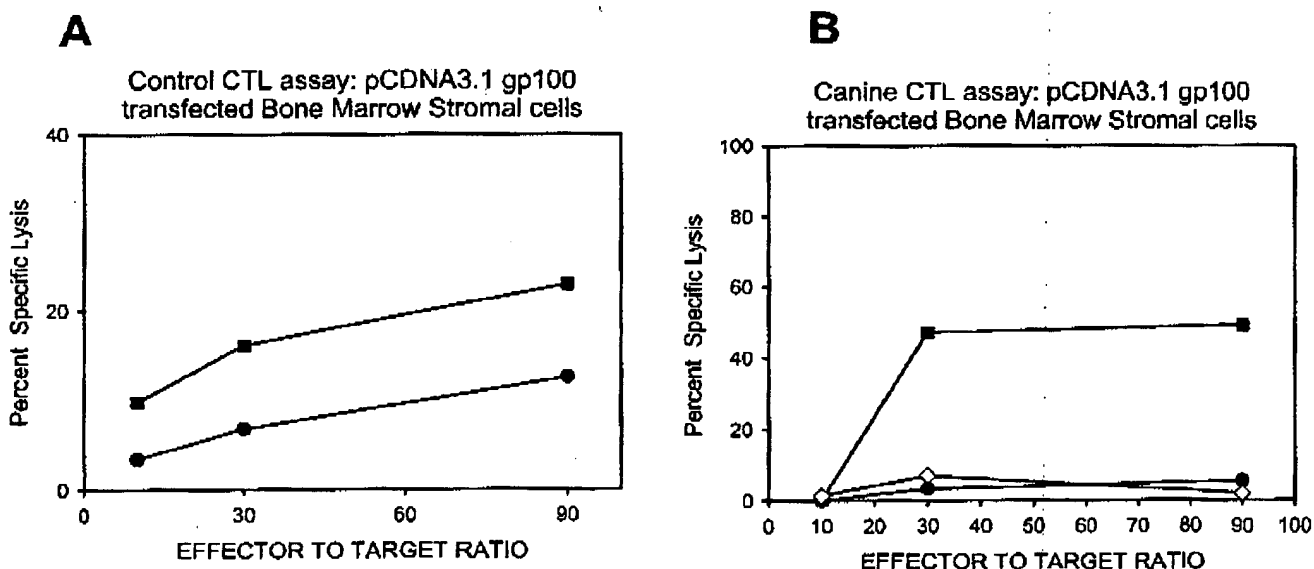 A
Control CTL assay: pCDNA3.1 gp100
transfected Bone Marrow Stromal cells
40
20
0
Percent Specific Lysis
0 30 60 90
EFFECTOR TO TARGET RATIO
B
Canine CTL assay: pCDNA3.1 gp100
transfected Bone Marrow Stromal cells
100
80
60
40
20
0
Percent Specific Lysis
0 10 20 30 40 50 60 70 80 90 100
EFFECTOR TO TARGET RATIO